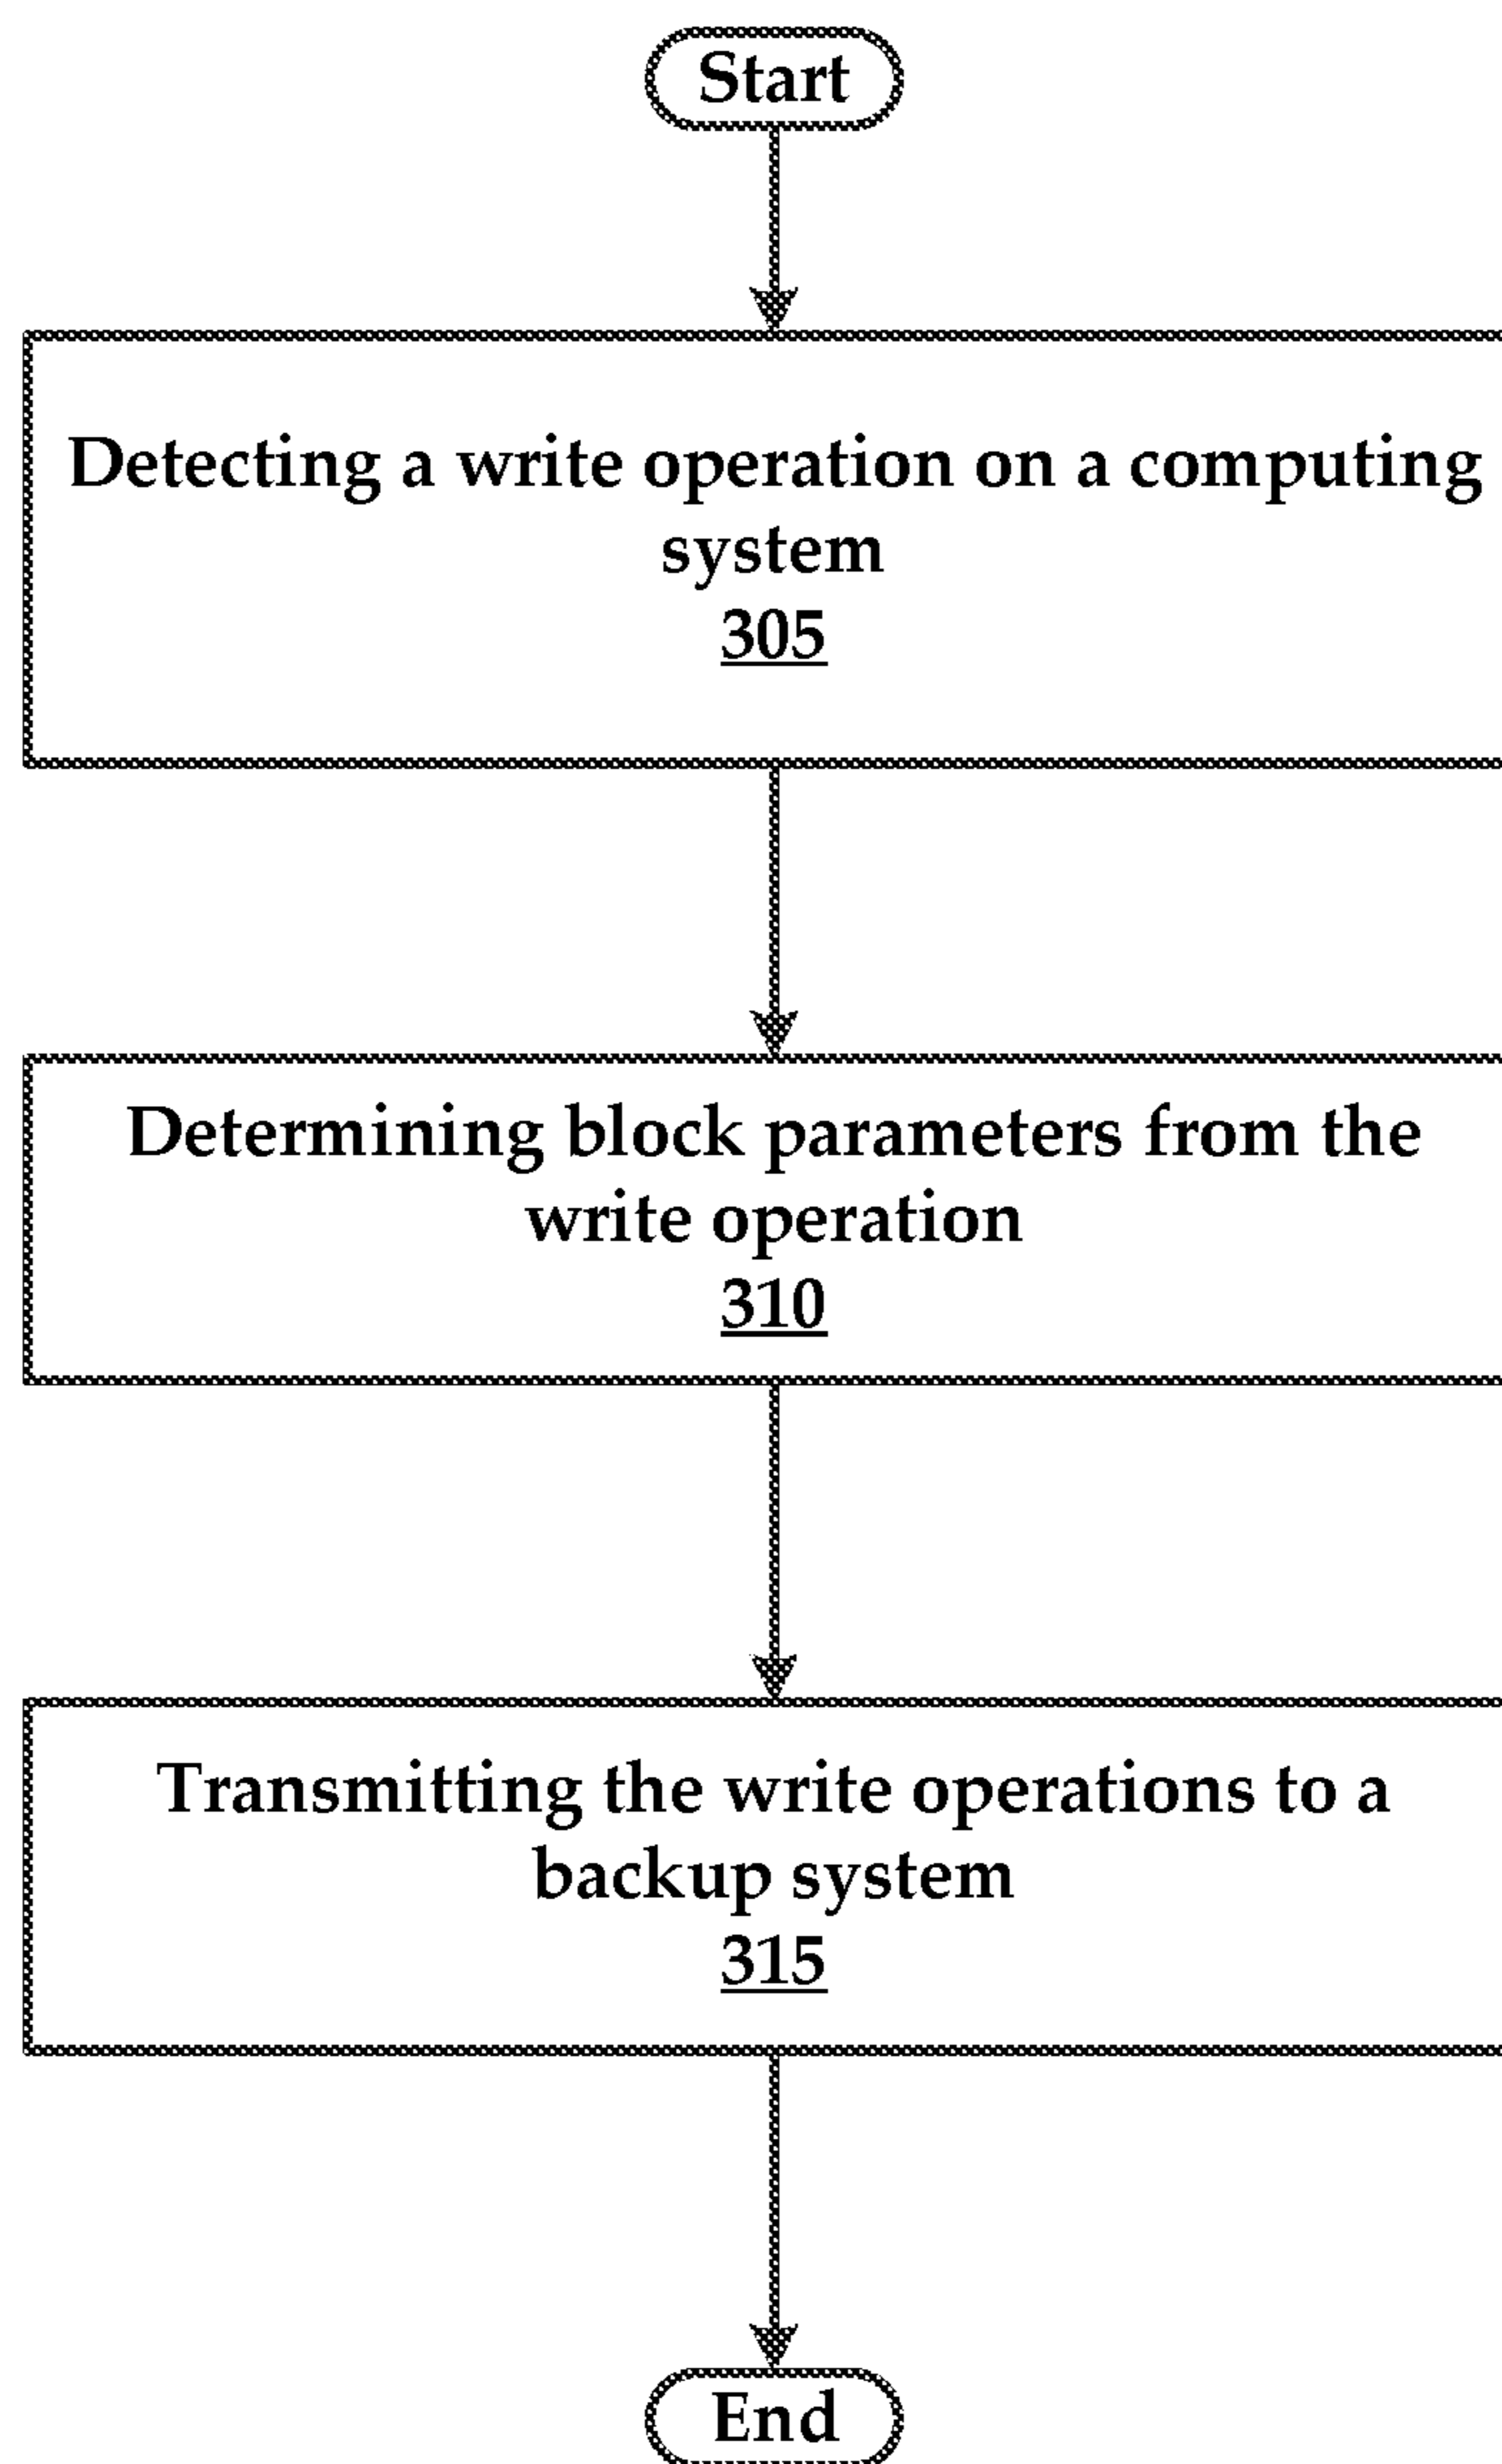 Start
Detecting a write operation on a computing
system
305
Determining block parameters from the
write operation
310
Transmitting the write operations to a
backup system
315
End